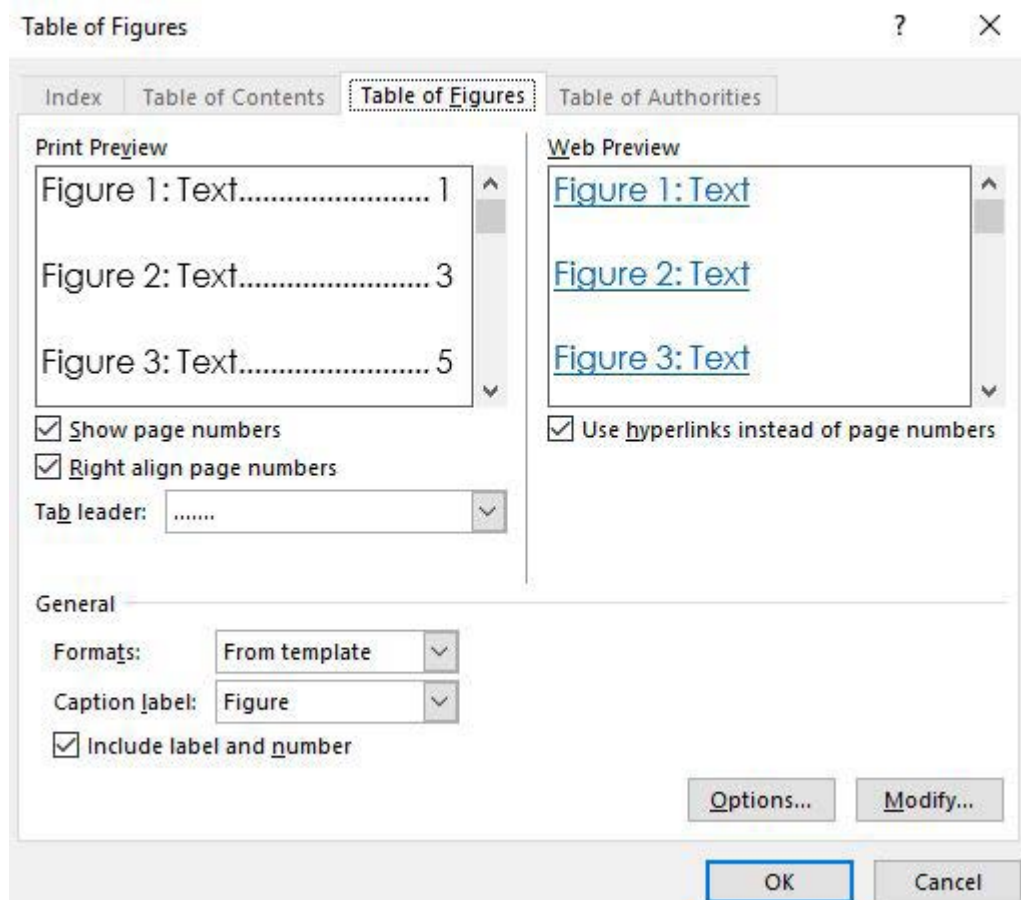 Table of Figures ?
Index Table of Contents Table of Figures Table of Authorities
Print Preview
Figure 1: Text........................ 1
Figure 2: Text........................ 3
Figure 3: Text........................ 5
Show page numbers
Right align page numbers
Tab leader: .......
Web Preview
Figure 1: Text
Figure 2: Text
Figure 3: Text
Use hyperlinks instead of page numbers
General
Formats: From template
Caption label: Figure
Include label and number
Options... Modify...
OK Cancel